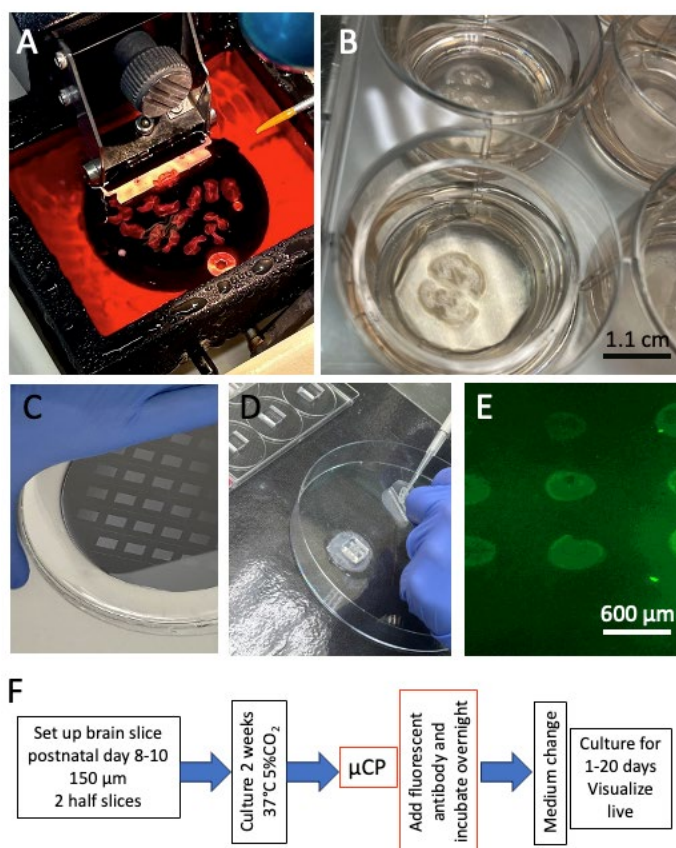 A
B
1.1 cm
C
D
E
600 µm
F
Set up brain slice
postnatal day 8-10
150 µm
2 half slices
Culture 2 weeks
37°C 5%CO₂
µCP
Add fluorescent
antibody and
incubate overnight
Medium change
Culture for
1-20 days
Visualize
live